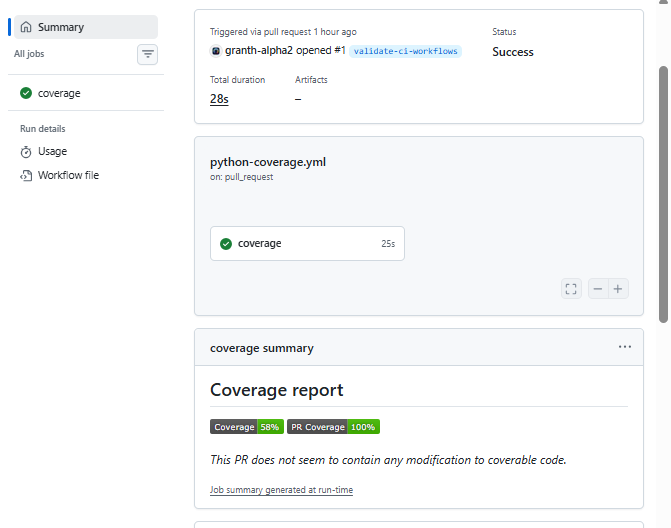 Summary
All jobs
coverage
Run details
Usage
Workflow file
Triggered via pull request 1 hour ago
granth-alpha2 opened #1 validate-ci-workflows
Status
Success
Total duration
28s
Artifacts
–
python-coverage.yml
on: pull_request
coverage 25s
coverage summary
Coverage report
Coverage 58% PR Coverage 100%
This PR does not seem to contain any modification to coverable code.
Job summary generated at run-time